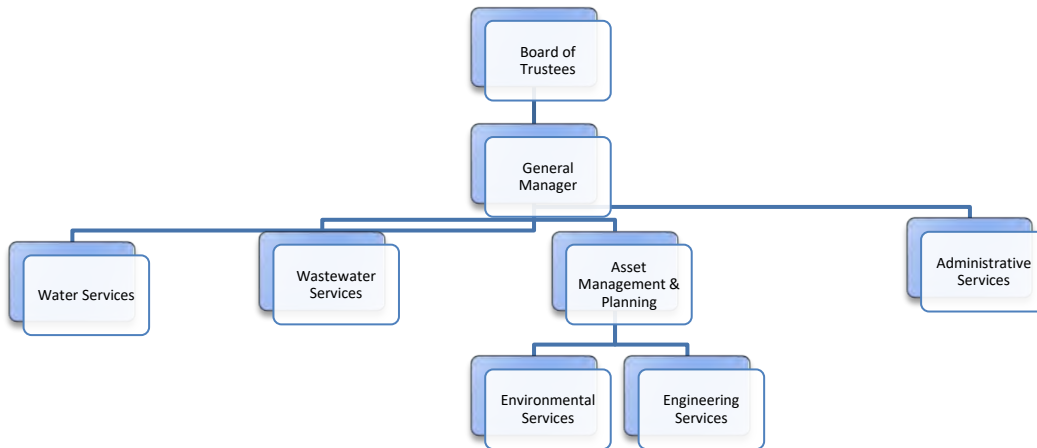 Board of
Trustees
General
Manager
Water Services
Wastewater
Services
Asset
Management &
Planning
Administrative
Services
Environmental
Services
Engineering
Services